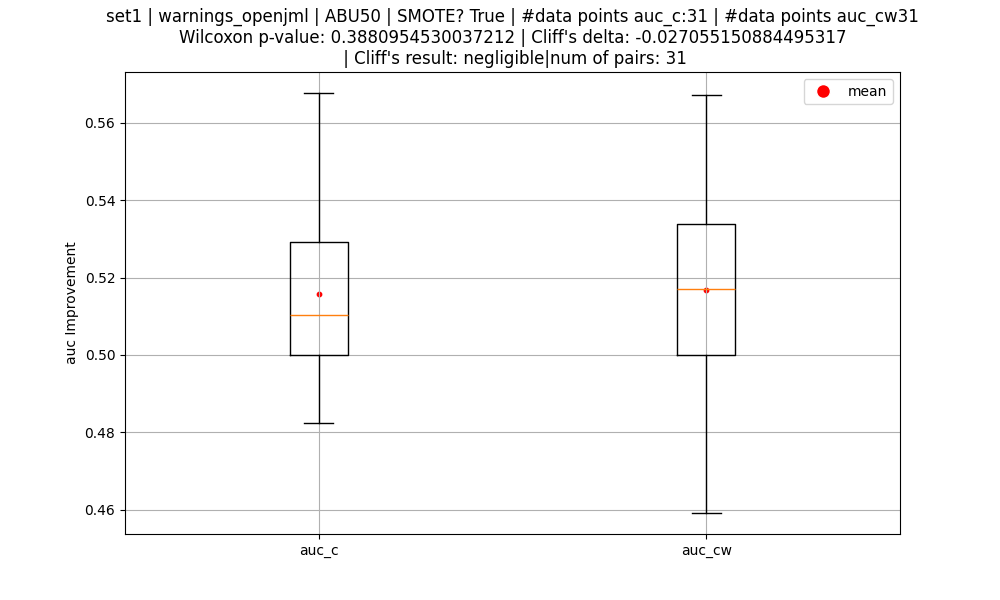 set1 | warnings_openjml | ABU50 | SMOTE? True | #data points auc_c:31 | #data points auc_cw31
Wilcoxon p-value: 0.3880954530037212 | Cliff's delta: -0.027055150884495317
| Cliff's result: negligible|num of pairs: 31
mean
0.56
0.54
0.52
0.50
0.48
0.46
auc Improvement
auc_c
auc_cw